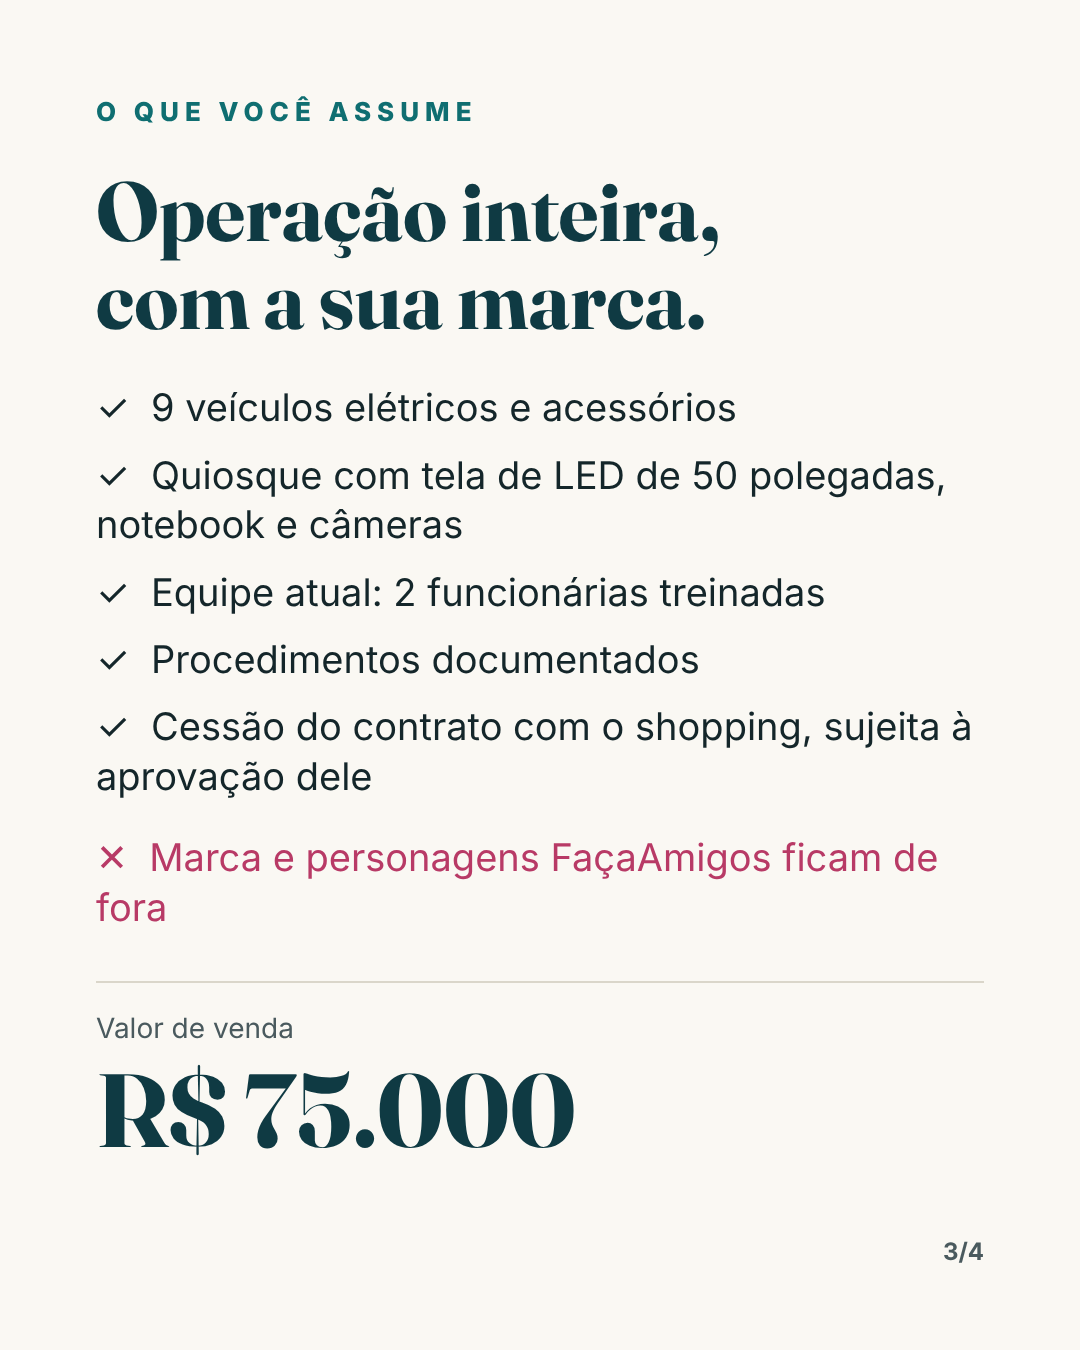 O QUE VOCÊ ASSUME
Operação inteira,
com a sua marca.
✓ 9 veículos elétricos e acessórios
✓ Quiosque com tela de LED de 50 polegadas,
notebook e câmeras
✓ Equipe atual: 2 funcionárias treinadas
✓ Procedimentos documentados
✓ Cessão do contrato com o shopping, sujeita à
aprovação dele
✕ Marca e personagens FaçaAmigos ficam de
fora
Valor de venda
R$ 75.000
3/4